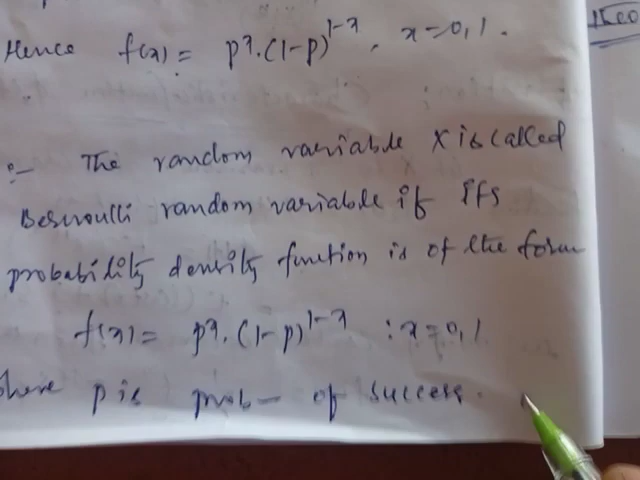 Hence f(x) = p^x.(1-p)^{1-x}, x=0,1.
:- The random variable X is called
Bernoulli random variable if its
probability density function is of the form
f(x) = p^x.(1-p)^{1-x} : x=0,1
where p is prob- of success.